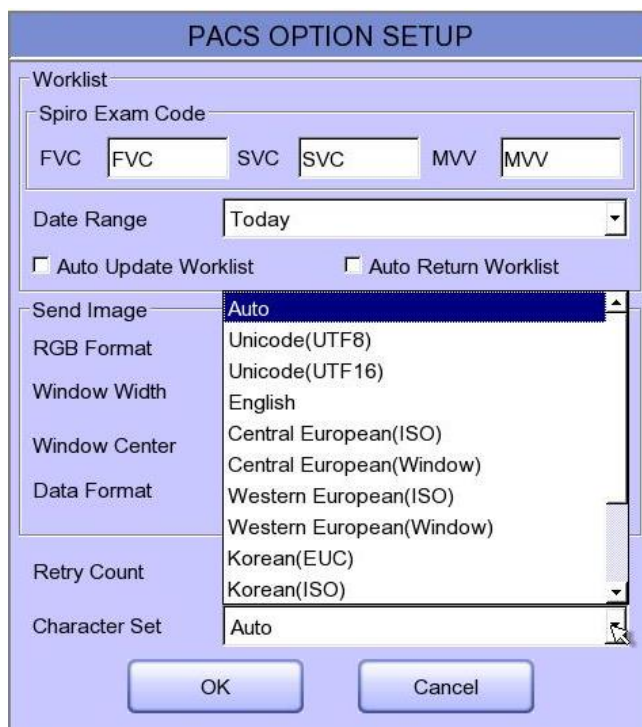 PACS OPTION SETUP
Worklist
Spiro Exam Code
FVC FVC SVC SVC MVV MVV
Date Range Today
Auto Update Worklist Auto Return Worklist
Send Image
RGB Format
Window Width
Window Center
Data Format
Auto
Unicode(UTF8)
Unicode(UTF16)
English
Central European(ISO)
Central European(Window)
Western European(ISO)
Western European(Window)
Korean(EUC)
Korean(ISO)
Retry Count
Character Set Auto
OK Cancel